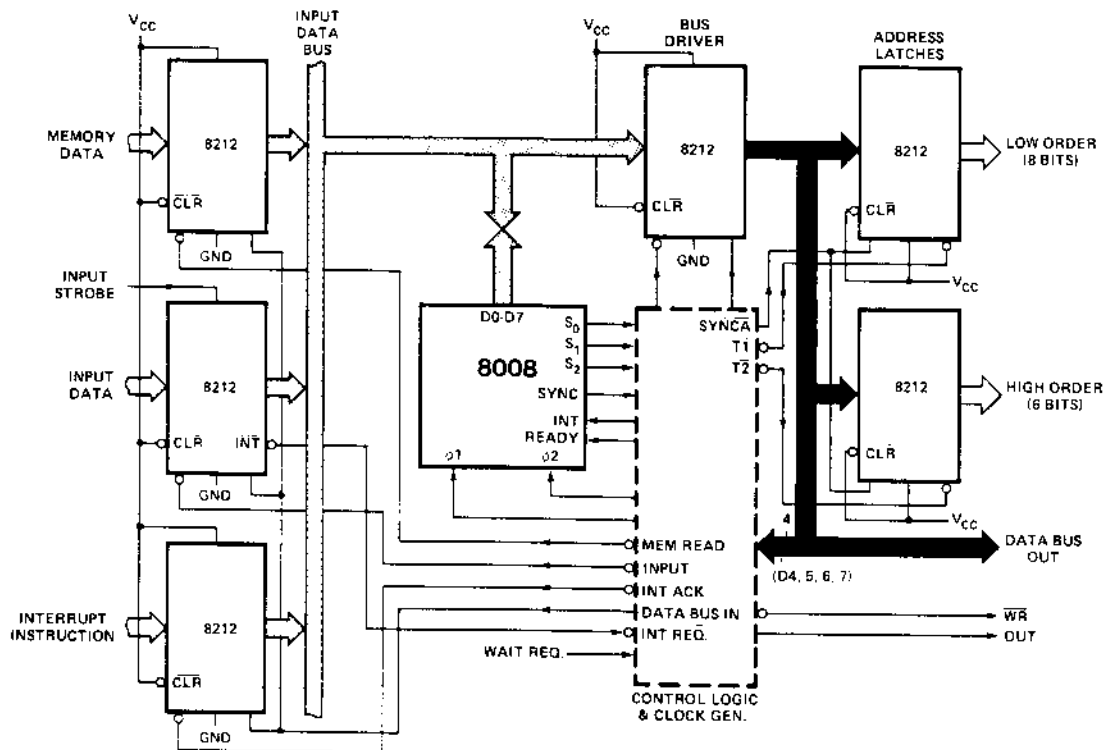 VCC
INPUT
DATA
BUS
VCC
BUS
DRIVER
ADDRESS
LATCHES
MEMORY
DATA
8212
CLR
GND
8212
CLR
GND
8212
CLR
VCC
LOW ORDER
(8 BITS)
INPUT
STROBE
INPUT
DATA
8212
CLR
INT
GND
D0-D7
8008
S0
S1
S2
SYNC
INT
READY
φ1
φ2
SYNCA
T1
T2
8212
CLR
VCC
HIGH ORDER
(6 BITS)
MEM READ
INPUT
INT ACK
DATA BUS IN
INT REQ.
WAIT REQ.
4
(D4, 5, 6, 7)
DATA BUS
OUT
WR
OUT
INTERRUPT
INSTRUCTION
8212
CLR
GND
CONTROL LOGIC
& CLOCK GEN.